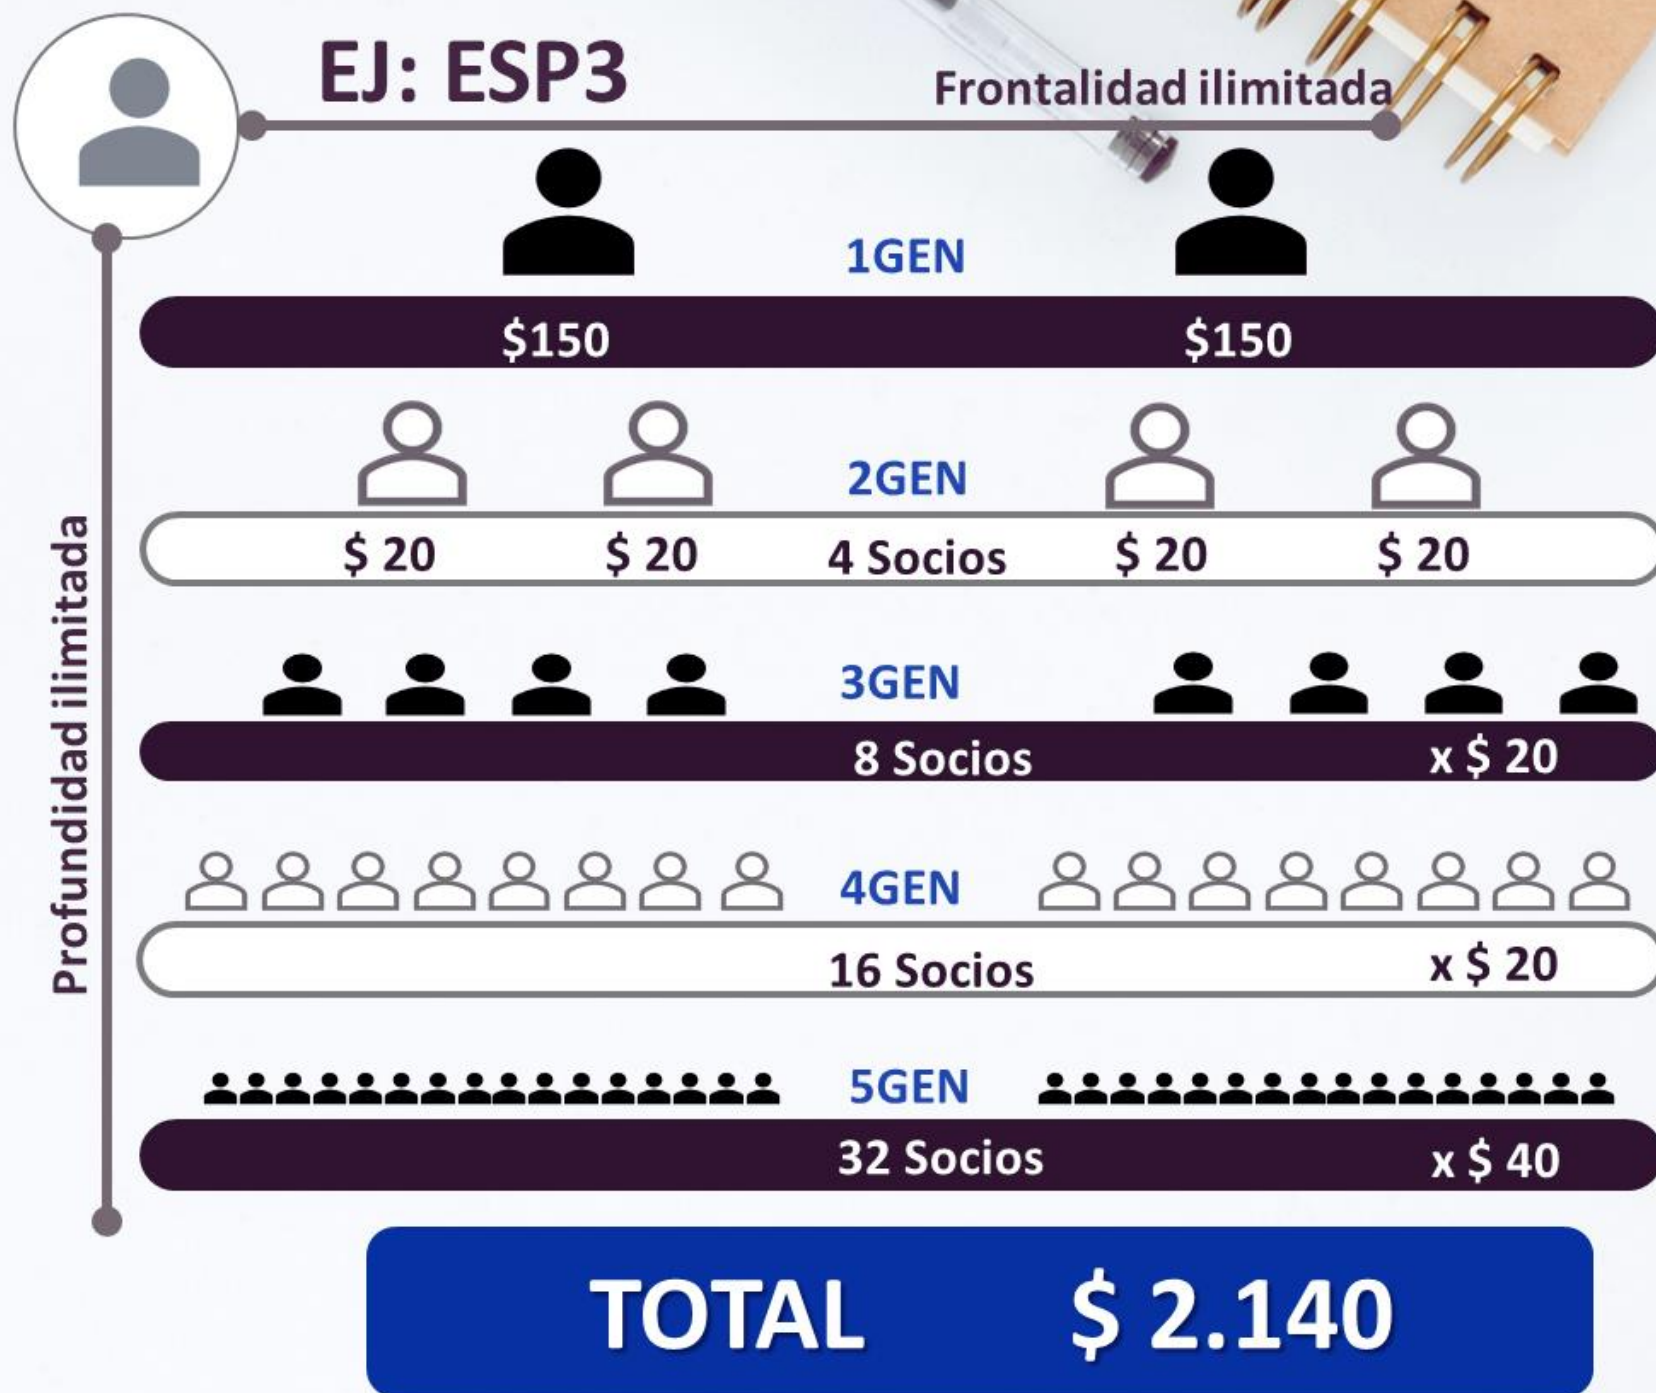 EJ: ESP3
Frontalidad ilimitada
Profundidad ilimitada
1GEN
$150 $150
2GEN
$ 20 $ 20 4 Socios $ 20 $ 20
3GEN
8 Socios x $ 20
4GEN
16 Socios x $ 20
5GEN
32 Socios x $ 40
TOTAL $ 2.140